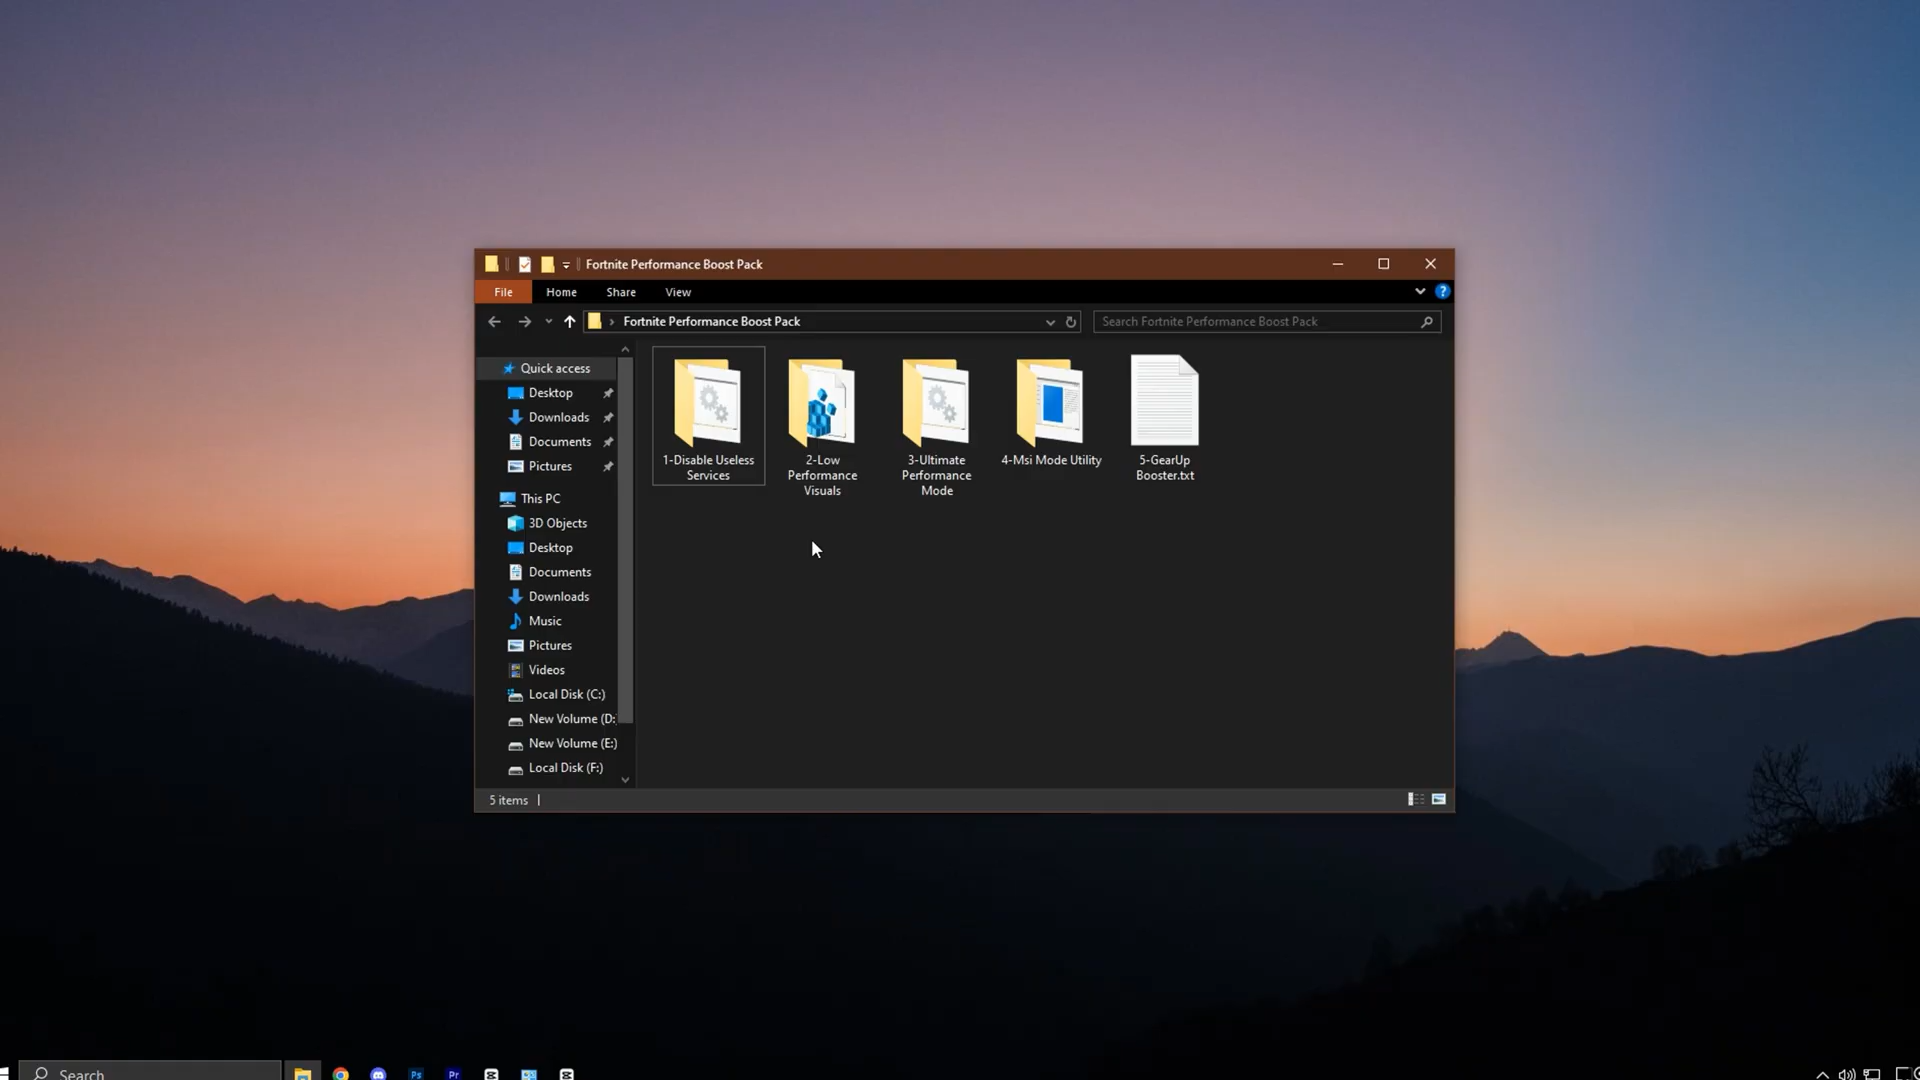 Fortnite Performance Boost Pack
File Home Share View
Fortnite Performance Boost Pack
Search Fortnite Performance Boost Pack
Quick access
Desktop
Downloads
Documents
Pictures
This PC
3D Objects
Desktop
Documents
Downloads
Music
Pictures
Videos
Local Disk (C:)
New Volume (D:
New Volume (E:)
Local Disk (F:)
1-Disable Useless
Services
2-Low
Performance
Visuals
3-Ultimate
Performance
Mode
4-Msi Mode Utility
5-GearUp
Booster.txt
5 items
Search
Ps
Pr